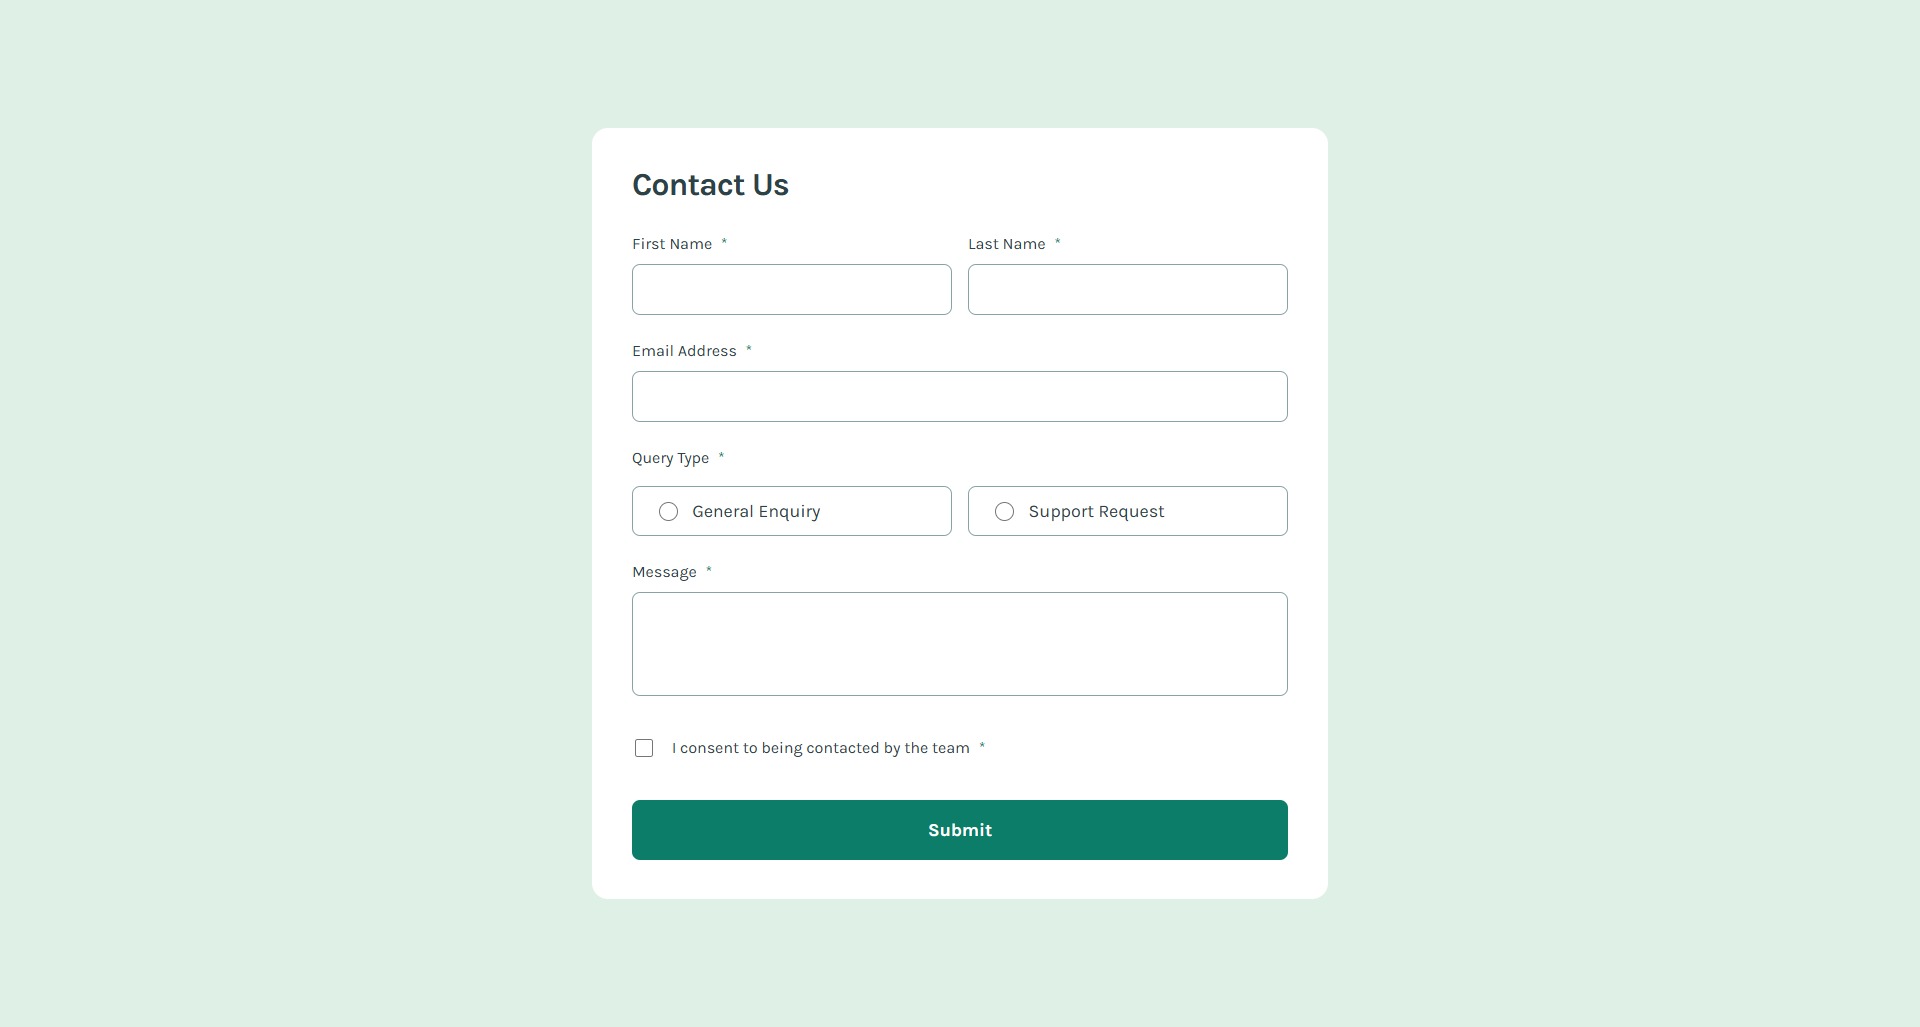 Contact Us
First Name *
Last Name *
Email Address *
Query Type *
General Enquiry
Support Request
Message *
I consent to being contacted by the team *
Submit